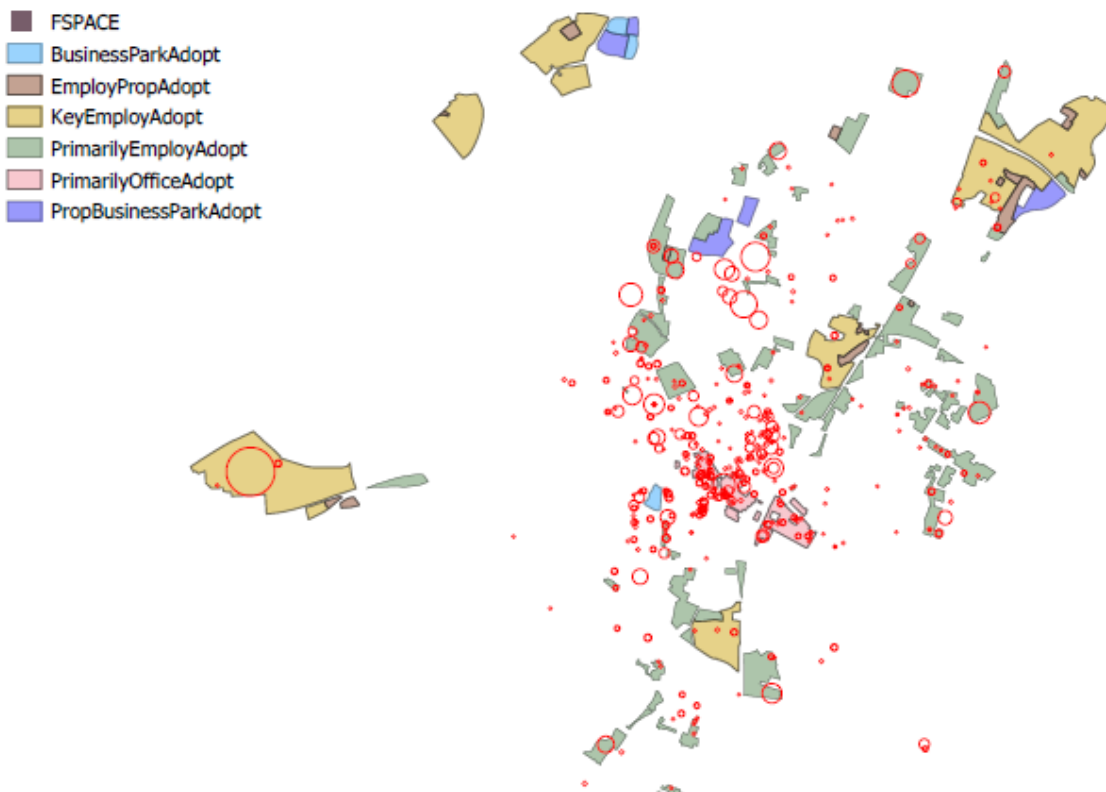 FSPACE
BusinessParkAdopt
EmployPropAdopt
KeyEmployAdopt
PrimarilyEmployAdopt
PrimarilyOfficeAdopt
PropBusinessParkAdopt